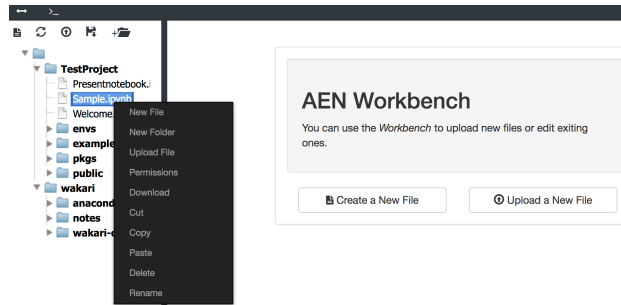 TestProject
Presentnotebook.i
Sample.ipynb
Welcome.
envs
example
pkgs
public
wakari
anacond
notes
wakari-
New File
New Folder
Upload File
Permissions
Download
Cut
Copy
Paste
Delete
Rename
AEN Workbench
You can use the Workbench to upload new files or edit exiting
ones.
Create a New File
Upload a New File